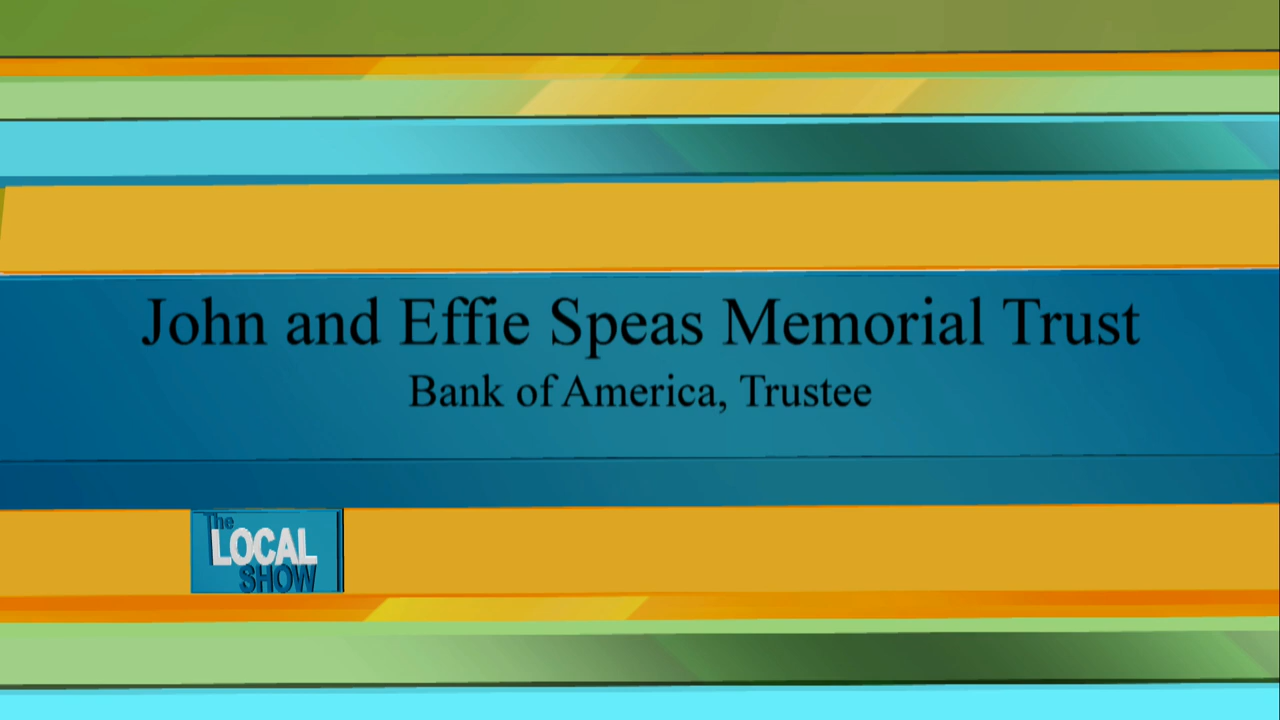 John and Effie Speas Memorial Trust
Bank of America, Trustee
The
LOCAL
SHOW